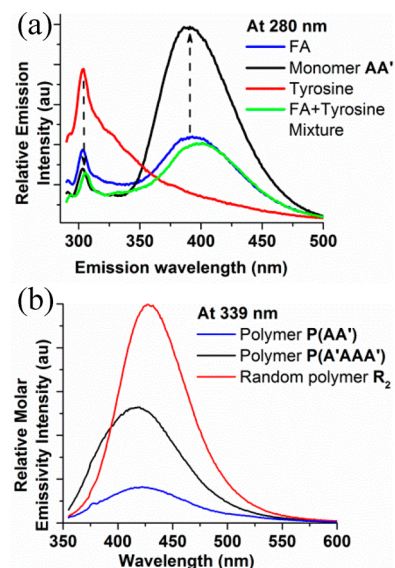 (a)
At 280 nm
FA
Monomer AA'
Tyrosine
FA+Tyrosine
Mixture
Relative Emission
Intensity (au)
300 350 400 450 500
Emission wavelength (nm)
(b)
At 339 nm
Polymer P(AA')
Polymer P(A'AAA')
Random polymer R2
Relative Molar
Emissivity Intensity (au)
350 400 450 500 550 600
Wavelength (nm)